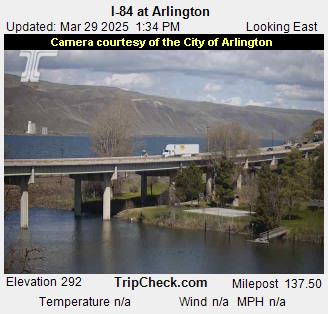 I-84 at Arlington
Updated: Mar 29 2025 1:34 PM Looking East
Camera courtesy of the City of Arlington
Elevation 292 TripCheck.com Milepost 137.50
Temperature n/a Wind n/a MPH n/a